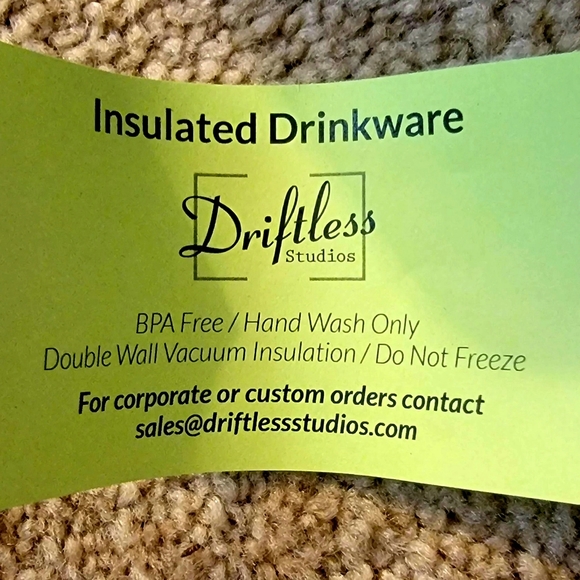 Insulated Drinkware
Driftless
Studios
BPA Free / Hand Wash Only
Double Wall Vacuum Insulation / Do Not Freeze
For corporate or custom orders contact
sales@driftlessstudios.com